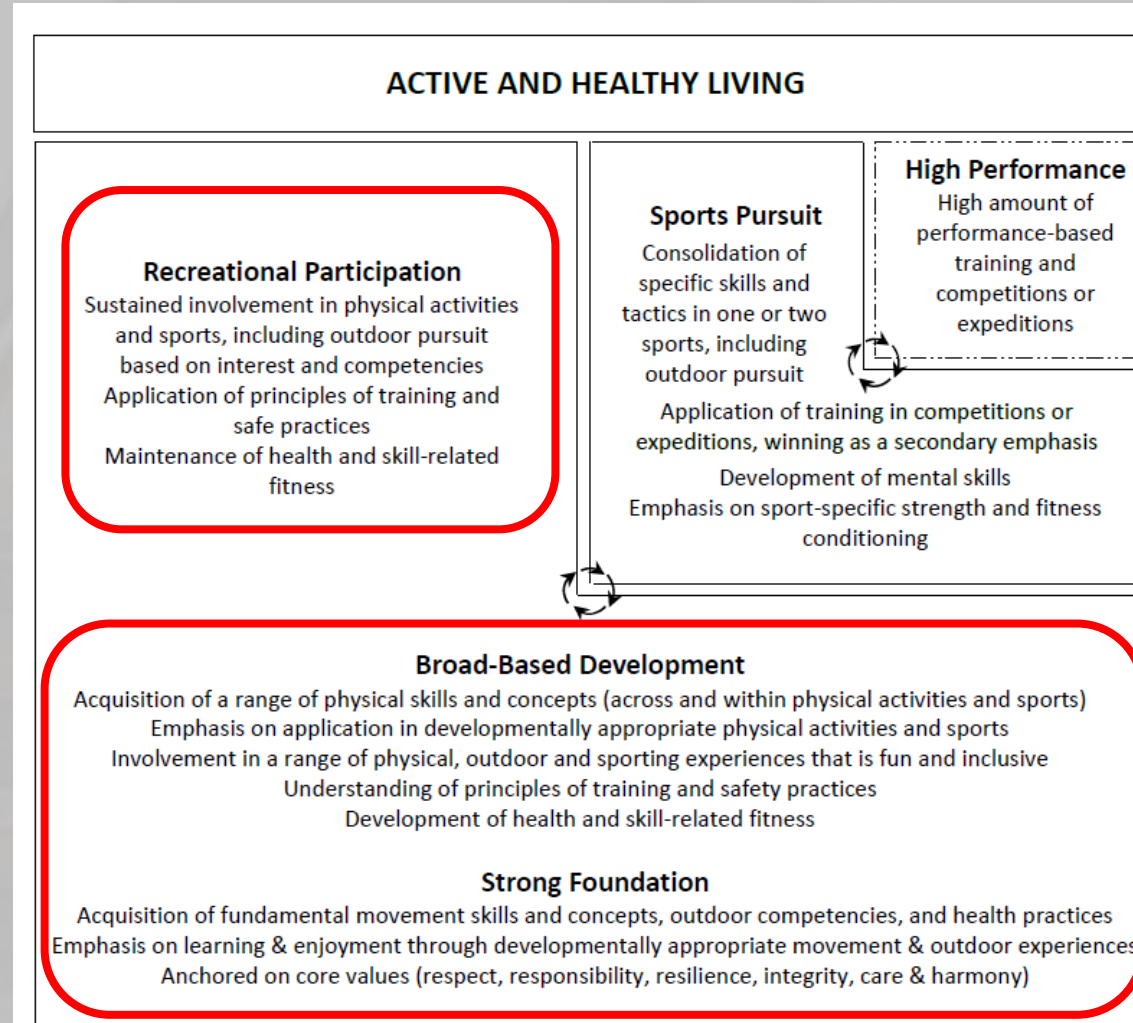 ACTIVE AND HEALTHY LIVING
Recreational Participation
Sustained involvement in physical activities
and sports, including outdoor pursuit
based on interest and competencies
Application of principles of training and
safe practices
Maintenance of health and skill-related
fitness
Sports Pursuit
Consolidation of
specific skills and
tactics in one or two
sports, including
outdoor pursuit
High Performance
High amount of
performance-based
training and
competitions or
expeditions
Application of training in competitions or
expeditions, winning as a secondary emphasis
Development of mental skills
Emphasis on sport-specific strength and fitness
conditioning
Broad-Based Development
Acquisition of a range of physical skills and concepts (across and within physical activities and sports)
Emphasis on application in developmentally appropriate physical activities and sports
Involvement in a range of physical, outdoor and sporting experiences that is fun and inclusive
Understanding of principles of training and safety practices
Development of health and skill-related fitness
Strong Foundation
Acquisition of fundamental movement skills and concepts, outdoor competencies, and health practices
Emphasis on learning & enjoyment through developmentally appropriate movement & outdoor experiences
Anchored on core values (respect, responsibility, resilience, integrity, care & harmony)